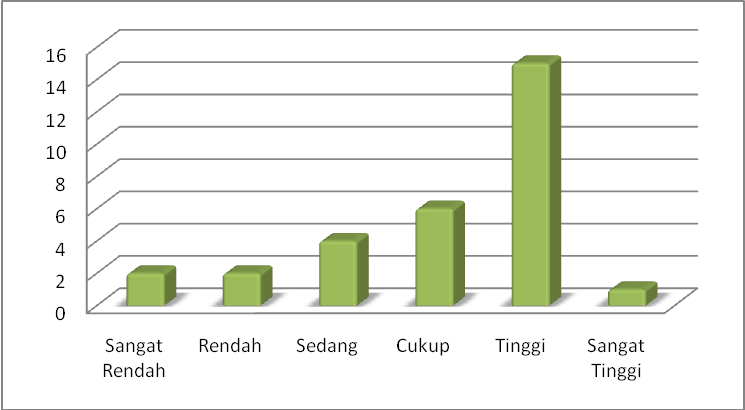 16
14
12
10
8
6
4
2
0
Sangat Rendah
Rendah
Sedang
Cukup
Tinggi
Sangat Tinggi